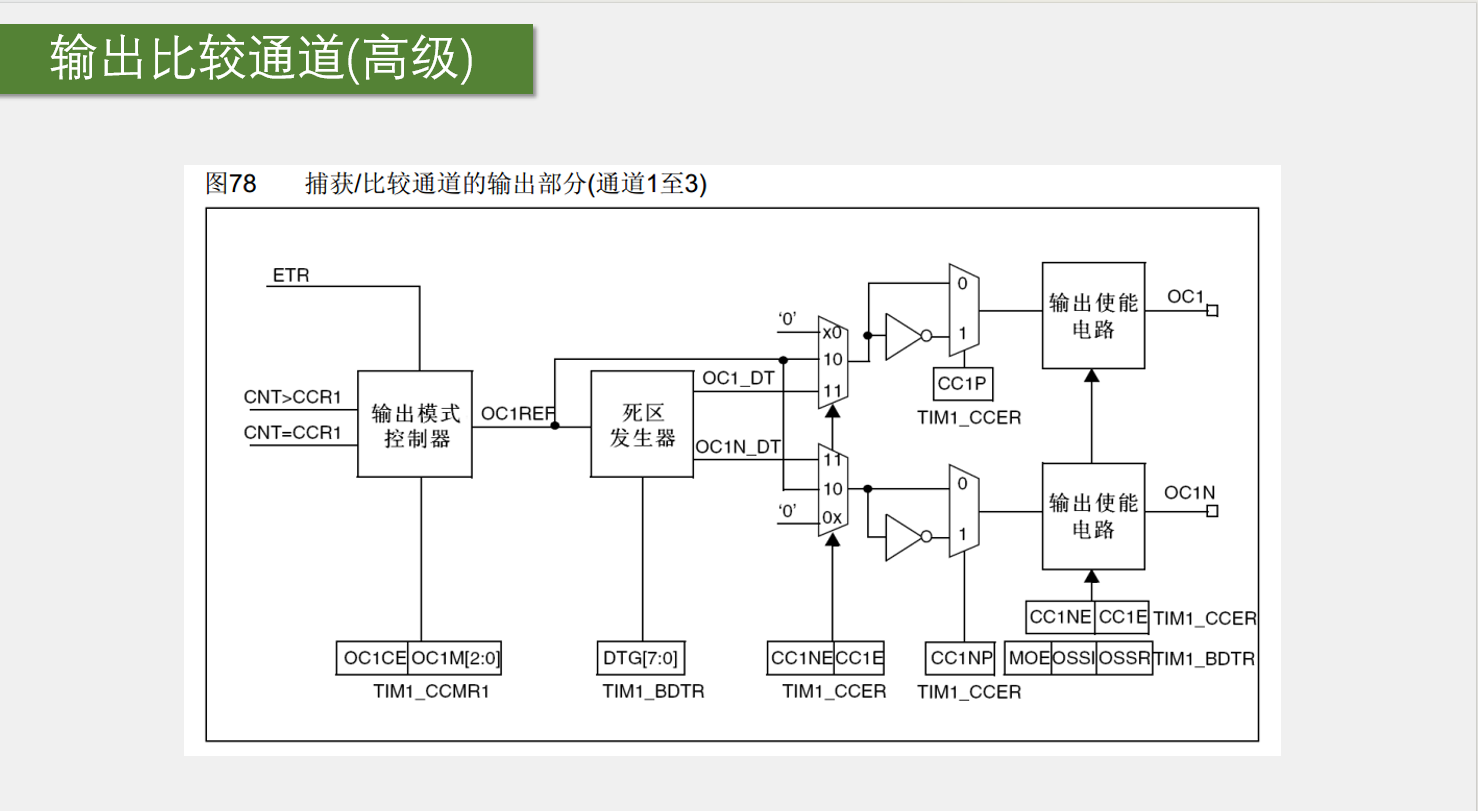 输出比较通道(高级)
图78 捕获/比较通道的输出部分(通道1至3)
ETR
CNT>CCR1
CNT=CCR1
输出模式
控制器
OC1REF
死区
发生器
OC1_DT
OC1N_DT
‘0’
x0
10
11
11
10
‘0’
0x
0
1
CC1P
TIM1_CCER
0
1
输出使能
电路
OC1
输出使能
电路
OC1N
CC1NE CC1E TIM1_CCER
OC1CE OC1M[2:0]
TIM1_CCMR1
DTG[7:0]
TIM1_BDTR
CC1NE CC1E
TIM1_CCER
CC1NP
TIM1_CCER
MOE OSSI OSSR TIM1_BDTR